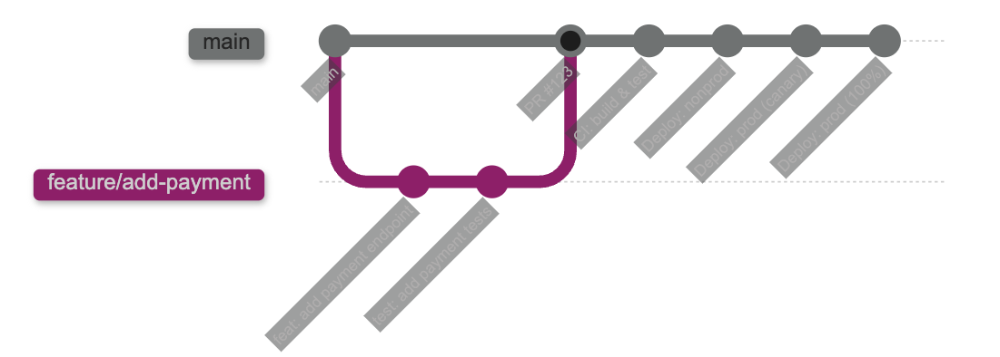 main
main
PR #123
CI: build & test
Deploy: nonprod
Deploy: prod (canary)
Deploy: prod (100%)
feature/add-payment
feat: add payment endpoint
test: add payment tests